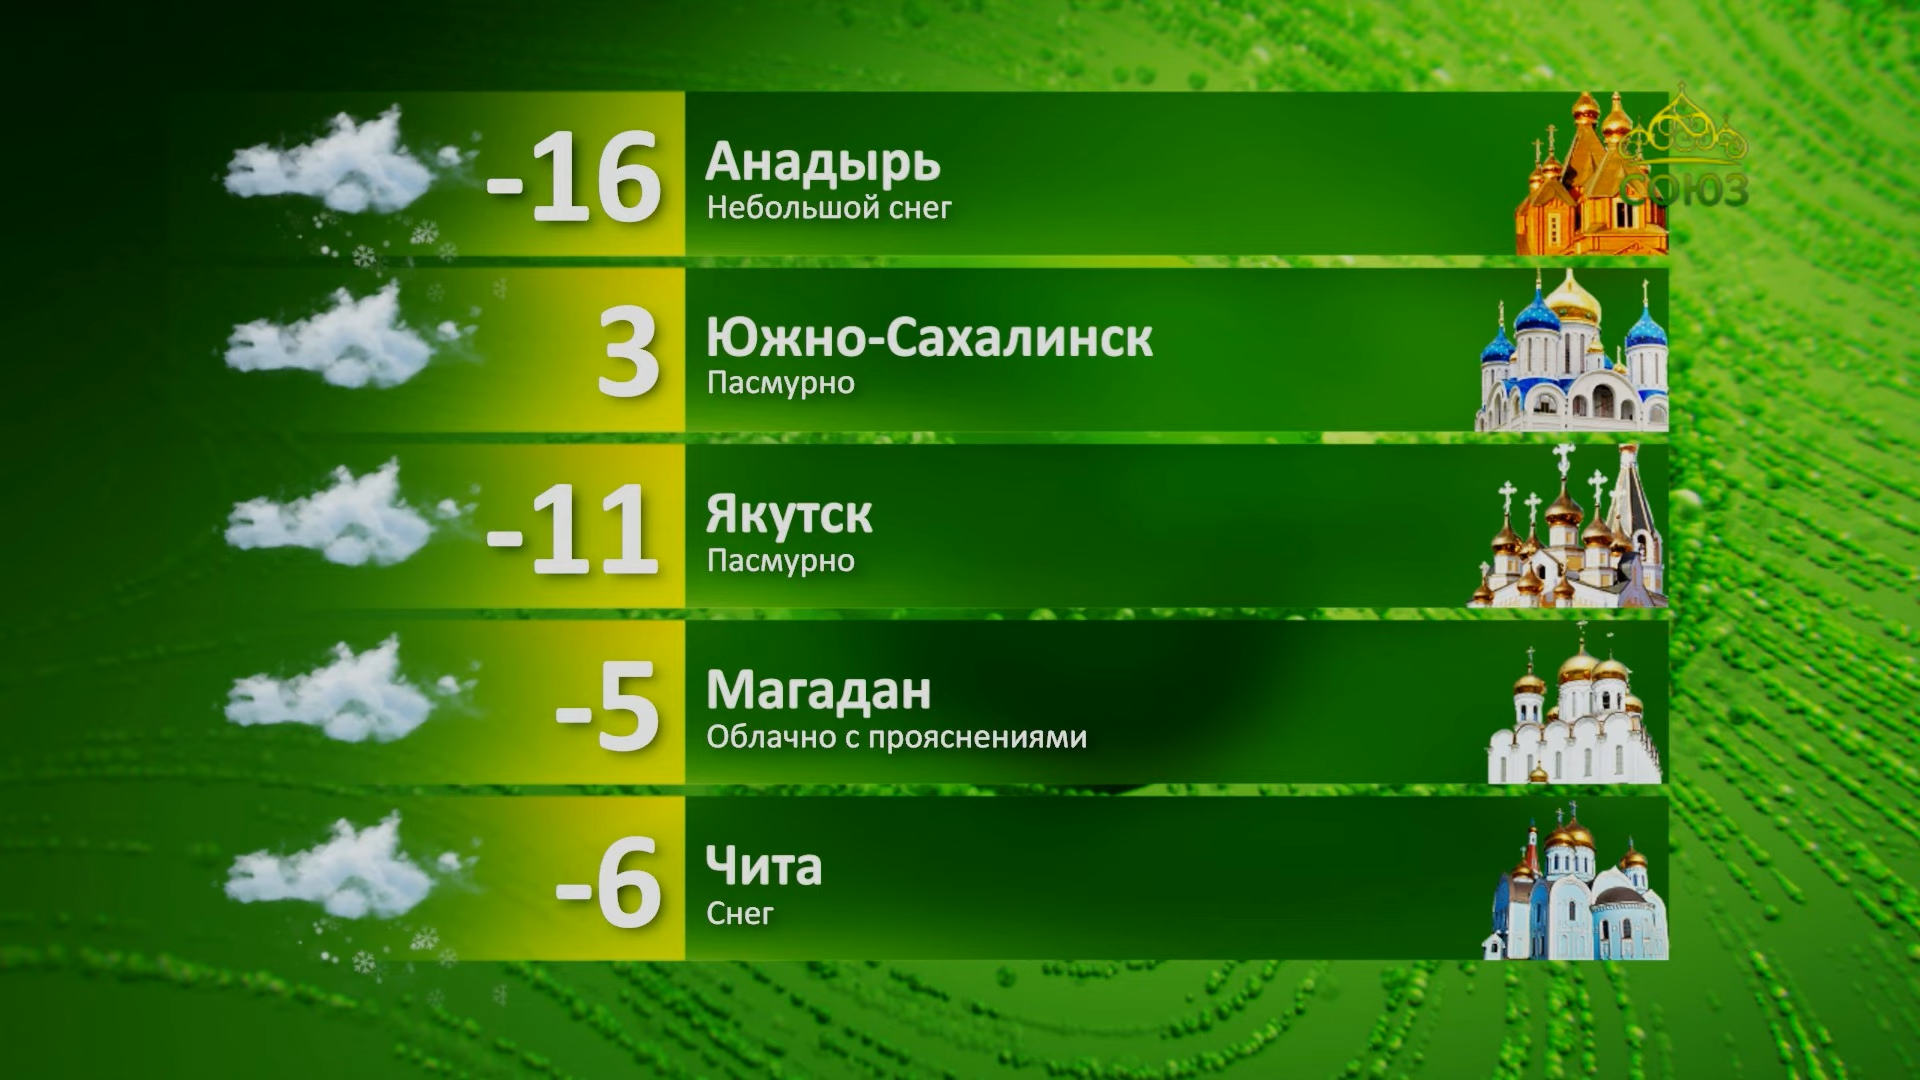 -16
Анадырь
Небольшой снег
СОЮЗ
3
Южно-Сахалинск
Пасмурно
-11
Якутск
Пасмурно
-5
Магадан
Облачно с прояснениями
-6
Чита
Снег